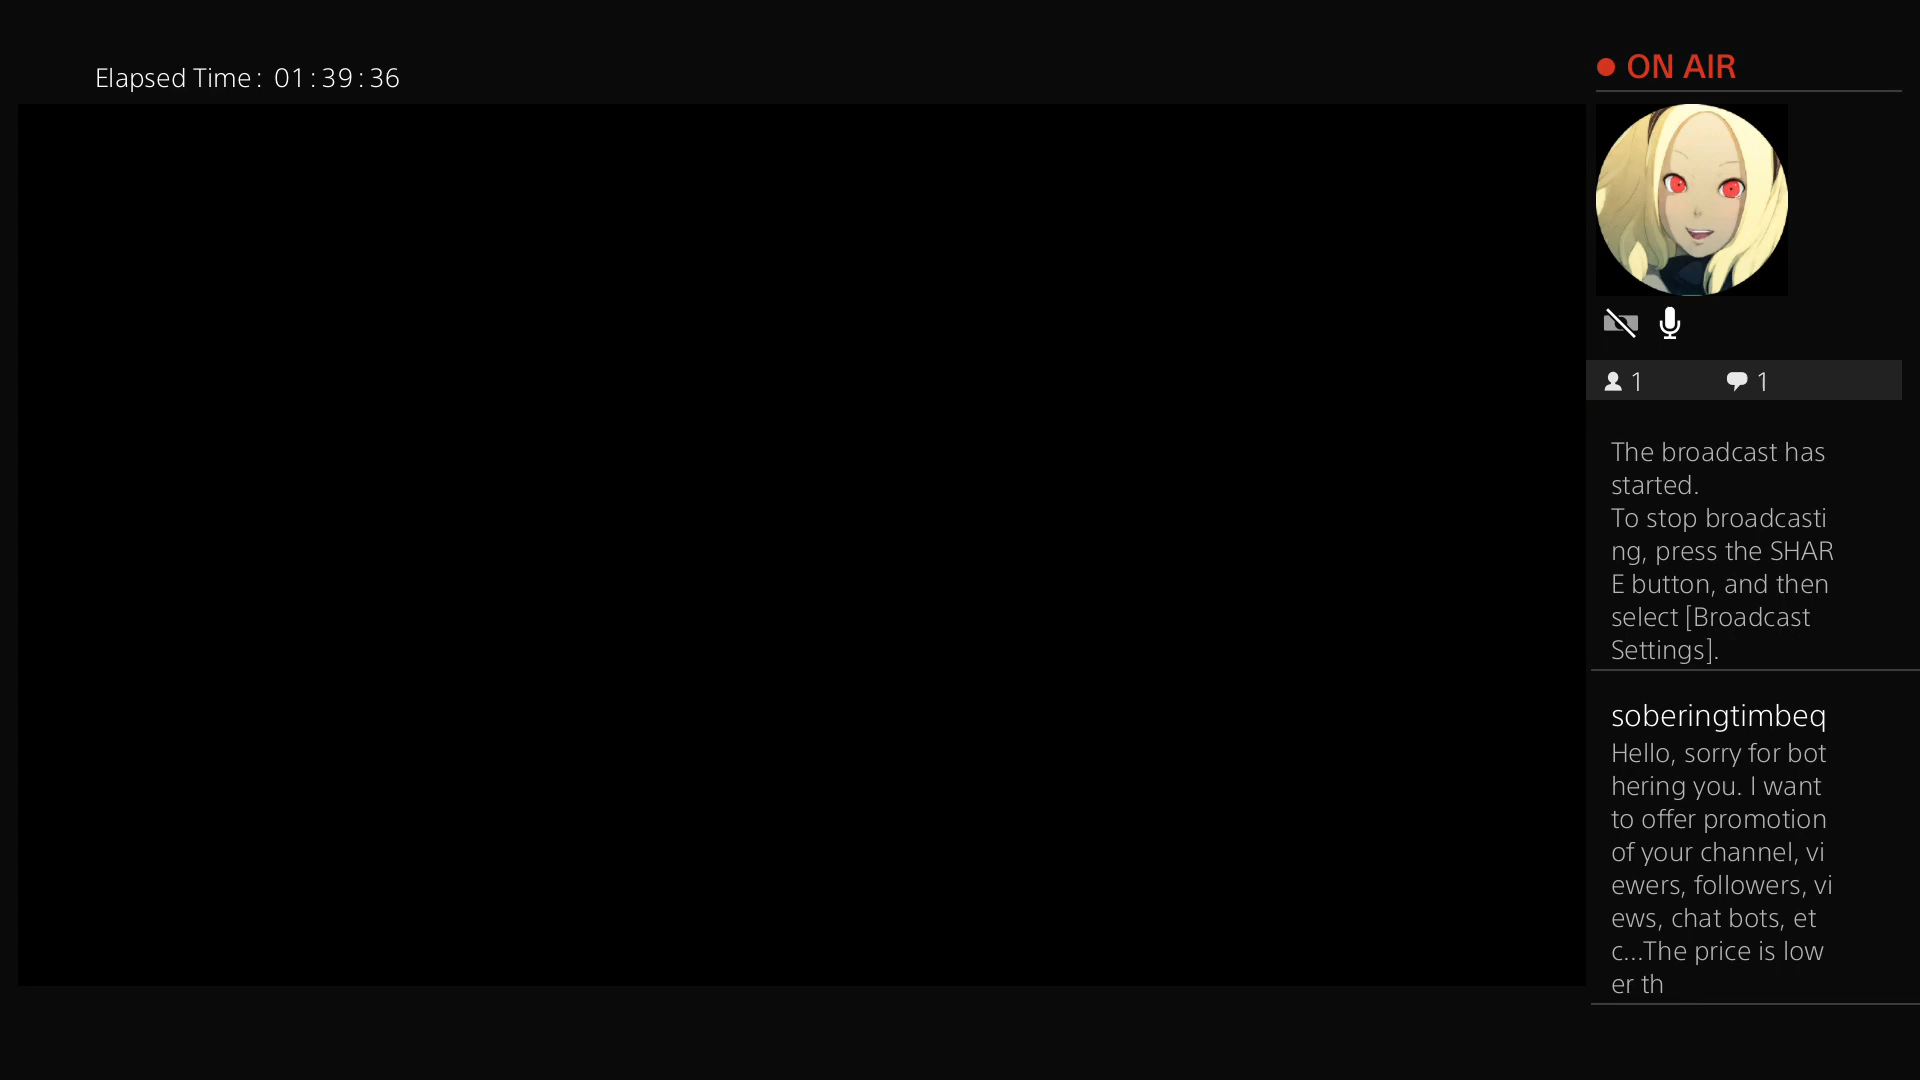 Elapsed Time: 01:39:36
ON AIR
1 1
The broadcast has
started.
To stop broadcasti
ng, press the SHAR
E button, and then
select [Broadcast
Settings].
soberingtimbeq
Hello, sorry for bot
hering you. I want
to offer promotion
of your channel, vi
ewers, followers, vi
ews, chat bots, et
c...The price is low
er th